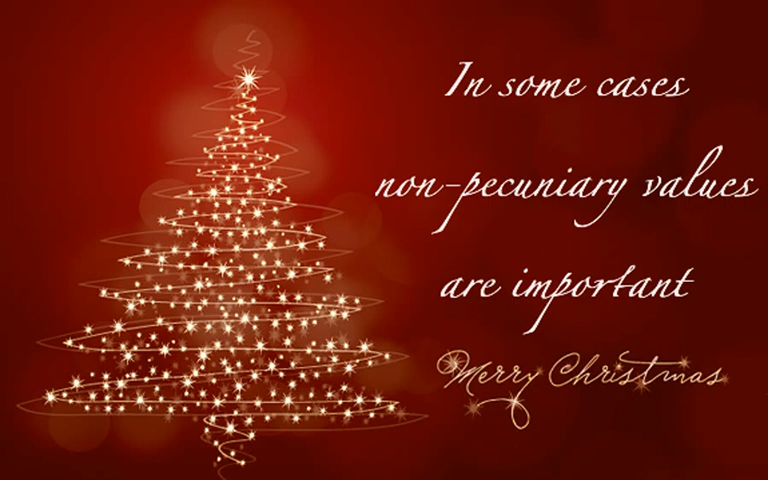 In some cases
non-pecuniary values
are important
Merry Christmas